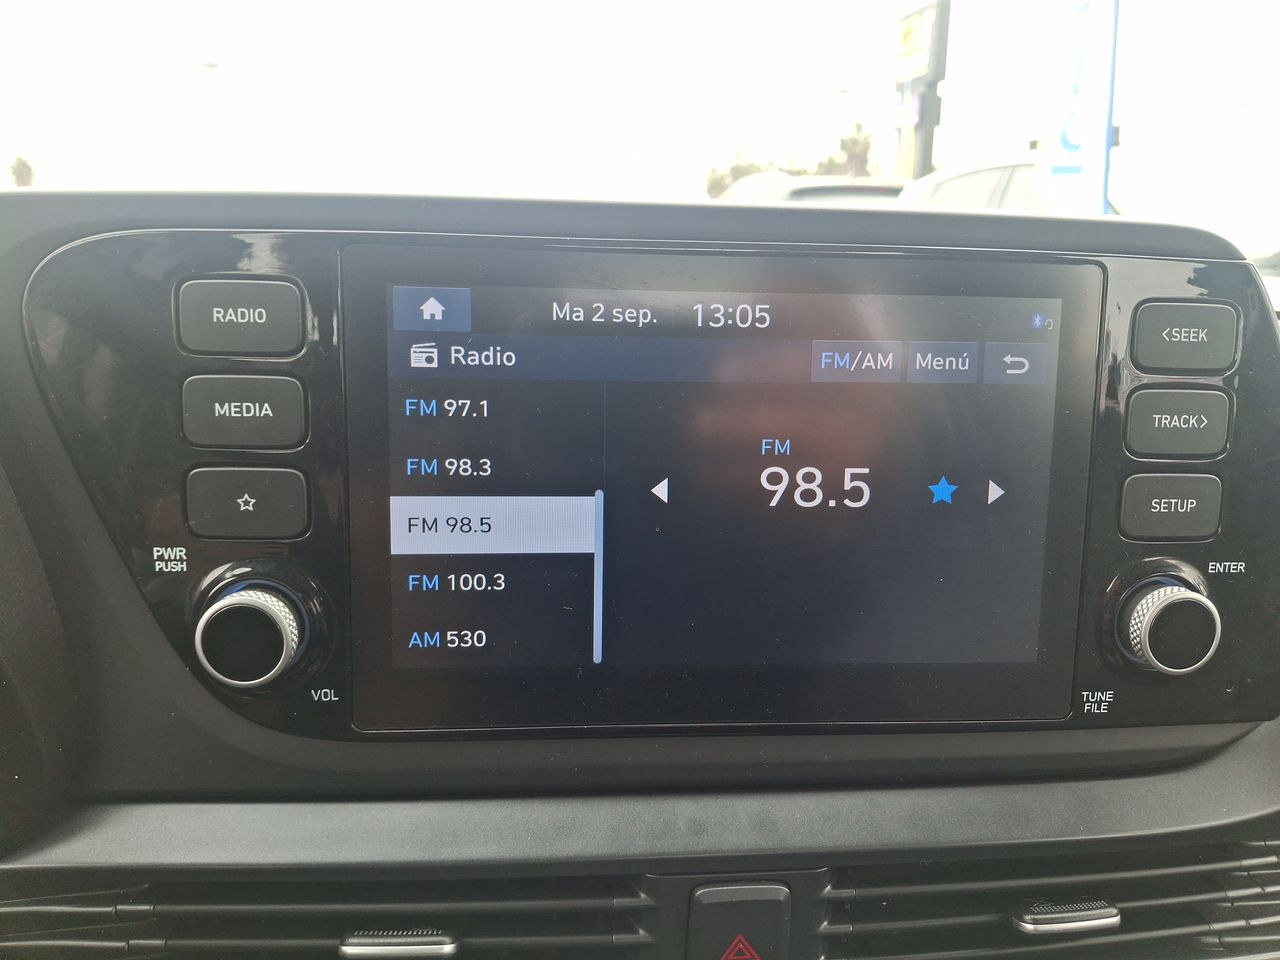 RADIO
MEDIA
PWR
PUSH
VOL
Ma 2 sep. 13:05
Radio
FM/AM Menú
FM 97.1
FM 98.3
FM 98.5
FM 100.3
AM 530
FM
98.5
<SEEK
TRACK>
SETUP
ENTER
TUNE
FILE